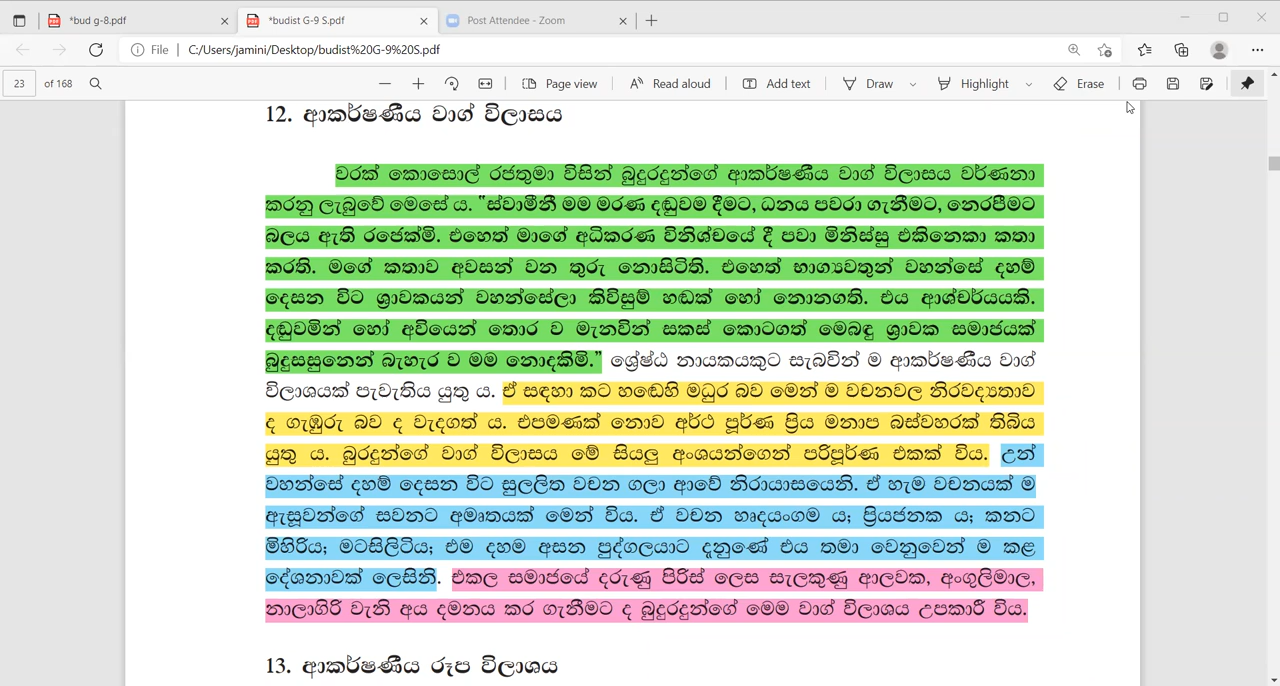 *bud g-8.pdf
*budist G-9 S.pdf
Post Attendee - Zoom
File
C:/Users/jamini/Desktop/budist%20G-9%20S.pdf
23 of 168
Page view
Read aloud
Add text
Draw
Highlight
Erase
12. ආකර්ෂණීය වාග් විලාසය
වරක් කොසොල් රජතුමා විසින් බුදුරදුන්ගේ ආකර්ෂණීය වාග් විලාසය වර්ණනා
කරනු ලැබුවේ මෙසේ ය. “ස්වාමීනී මම මරණ දඬුවම දීමට, ධනය පවරා ගැනීමට, නෙරපීමට
බලය ඇති රජෙක්මි. එහෙත් මාගේ අධිකරණ විනිශ්චයේ දී පවා මිනිස්සු එකිනෙකා කතා
කරති. මගේ කතාව අවසන් වන තුරු නොසිටිති. එහෙත් භාග්‍යවතුන් වහන්සේ දහම්
දෙසන විට ශ්‍රාවකයන් වහන්සේලා කිවිසුම් හඬක් හෝ නොනගති. එය ආශ්චර්යයකි.
දඬුවමින් හෝ අවියෙන් තොර ව මැනවින් සකස් කොටගත් මෙබඳු ශ්‍රාවක සමාජයක්
බුදුසසුනෙන් බැහැර ව මම නොදකිමි.” ශ්‍රේෂ්ඨ නායකයකුට සැබවින් ම ආකර්ෂණීය වාග්
විලාශයක් පැවැතිය යුතු ය. ඒ සඳහා කට හඬෙහි මධුර බව මෙන් ම වචනවල නිරවද්‍යතාව
ද ගැඹුරු බව ද වැදගත් ය. එපමණක් නොව අර්ථ පූර්ණ ප්‍රිය මනාප බස්වහරක් තිබිය
යුතු ය. බුරදුන්ගේ වාග් විලාසය මේ සියලු අංශයන්ගෙන් පරිපූර්ණ එකක් විය. උන්
වහන්සේ දහම් දෙසන විට සුලලිත වචන ගලා ආවේ නිරායාසයෙනි. ඒ හැම වචනයක් ම
ඇසූවන්ගේ සවනට අමෘතයක් මෙන් විය. ඒ වචන හෘදයංගම ය; ප්‍රියජනක ය; කනට
මිහිරිය; මටසිලිටිය; එම දහම අසන පුද්ගලයාට දැනුණේ එය තමා වෙනුවෙන් ම කළ
දේශනාවක් ලෙසිනි. එකල සමාජයේ දරුණු පිරිස් ලෙස සැලකුණු ආලවක, අංගුලිමාල,
නාලාගිරි වැනි අය දමනය කර ගැනීමට ද බුදුරදුන්ගේ මෙම වාග් විලාශය උපකාරී විය.
13. ආකර්ෂණීය රූප විලාශය